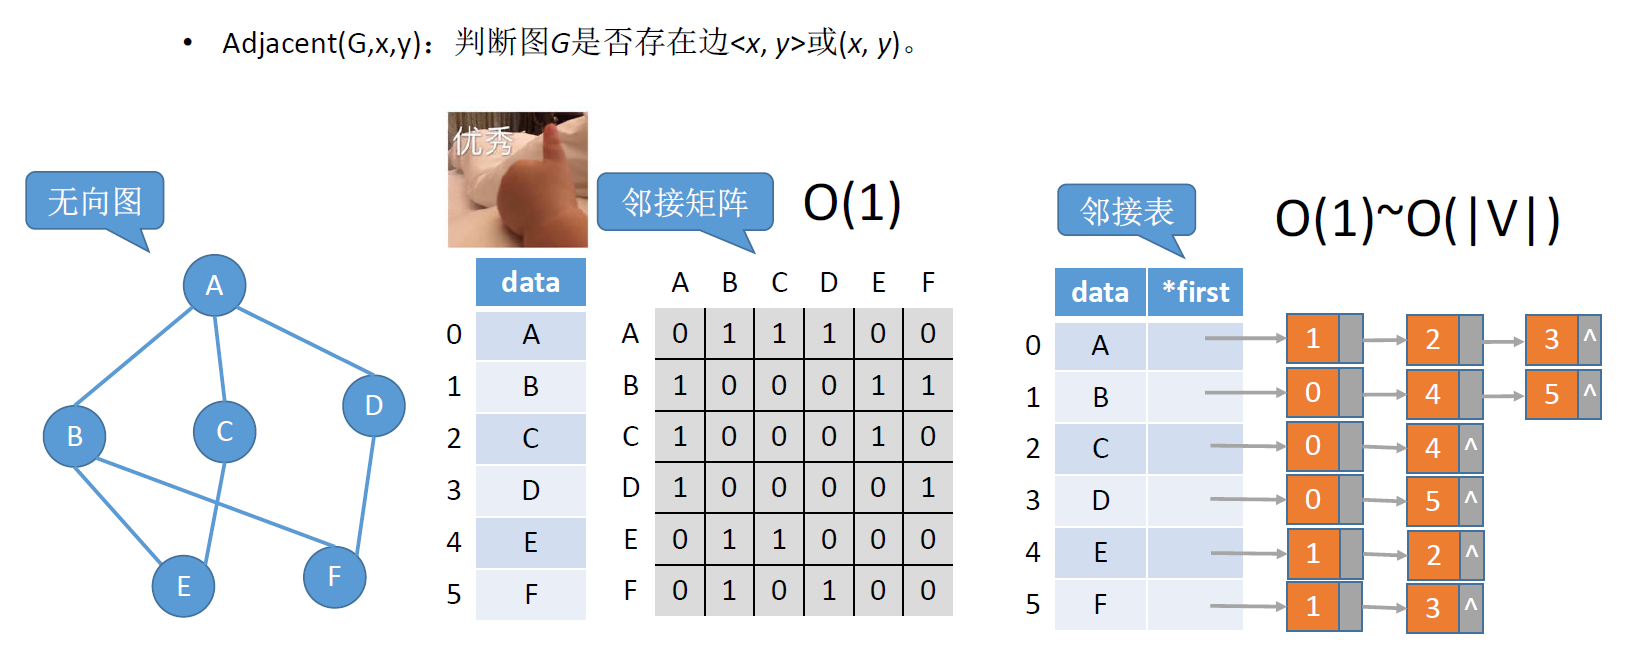 • Adjacent(G,x,y)：判断图G是否存在边<x, y>或(x, y)。
优秀
无向图
邻接矩阵
O(1)
邻接表
O(1)~O(|V|)
A
B
C
D
E
F
data
0 A
1 B
2 C
3 D
4 E
5 F
A B C D E F
A 0 1 1 1 0 0
B 1 0 0 0 1 1
C 1 0 0 0 1 0
D 1 0 0 0 0 1
E 0 1 1 0 0 0
F 0 1 0 1 0 0
data *first
0 A 1 2 3 ^
1 B 0 4 5 ^
2 C 0 4 ^
3 D 0 5 ^
4 E 1 2 ^
5 F 1 3 ^